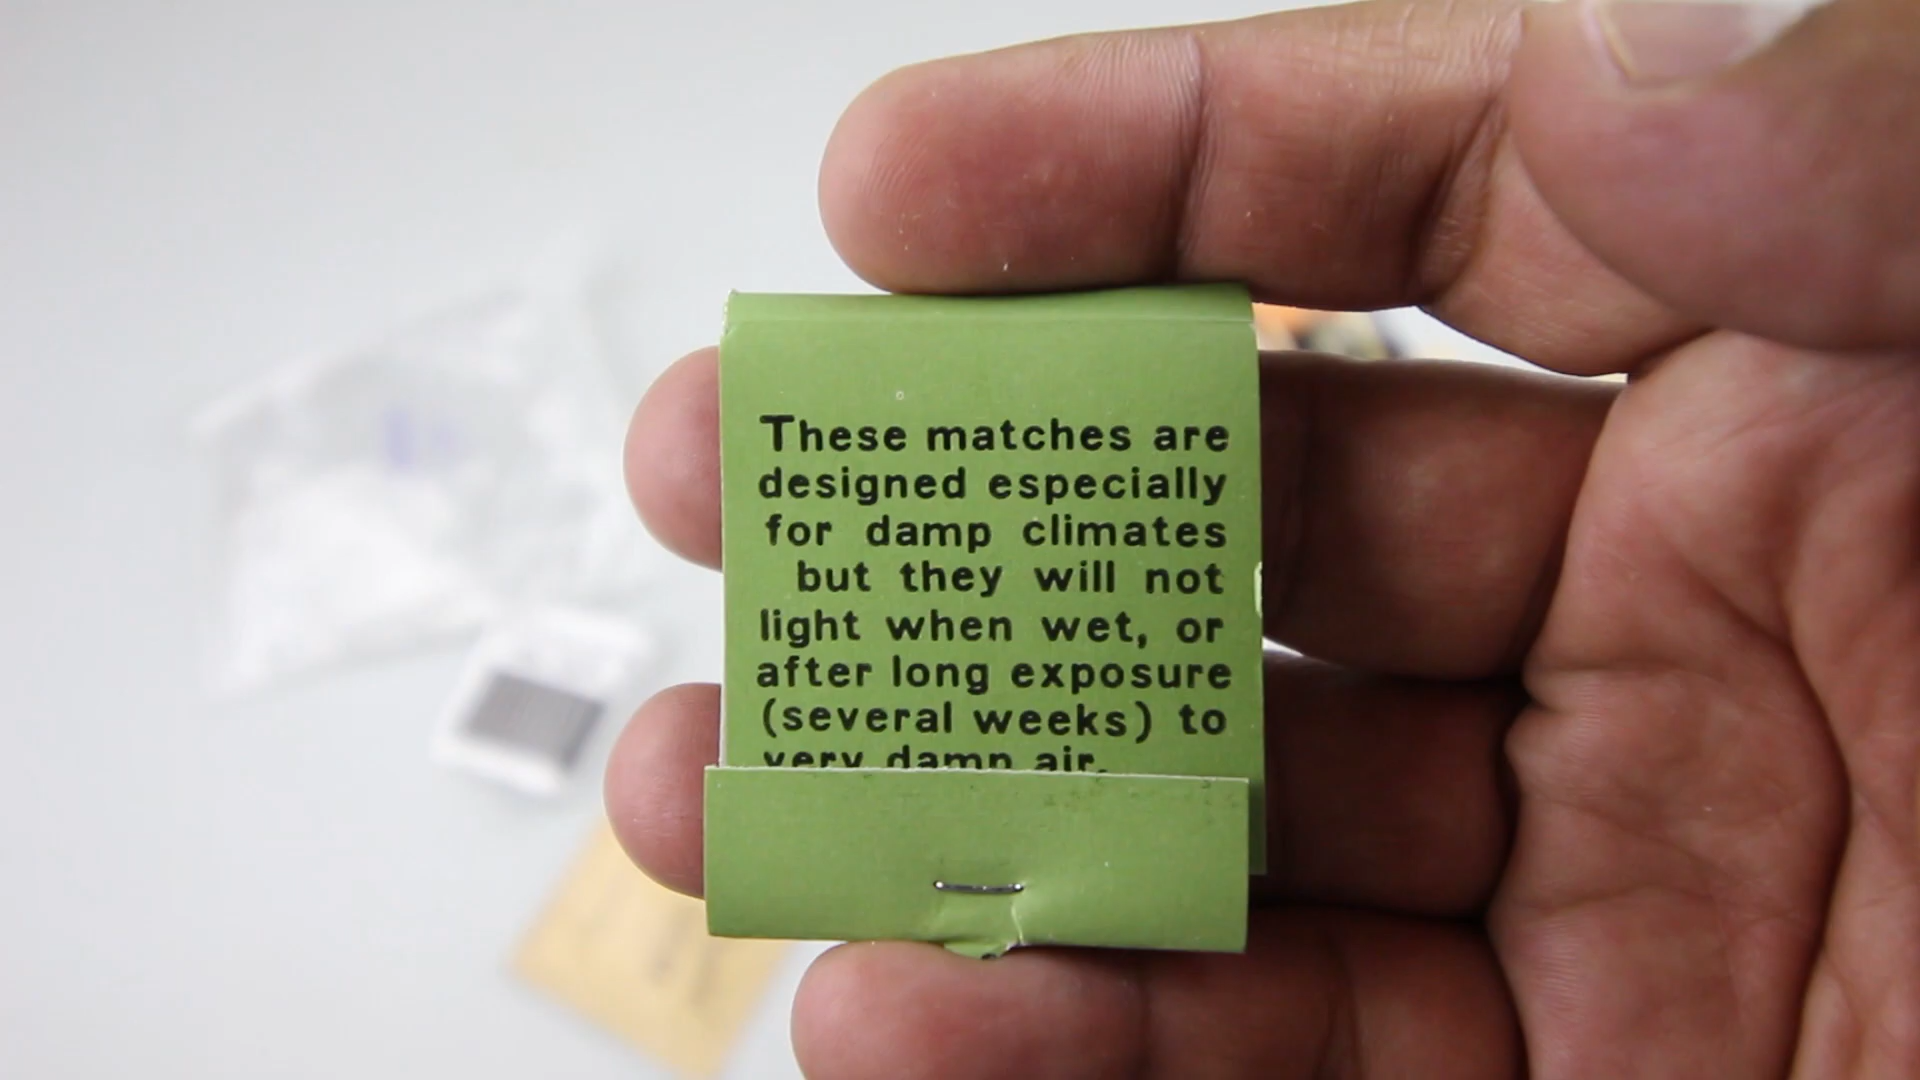 These matches are
designed especially
for damp climates
but they will not
light when wet, or
after long exposure
(several weeks) to
very damp air.